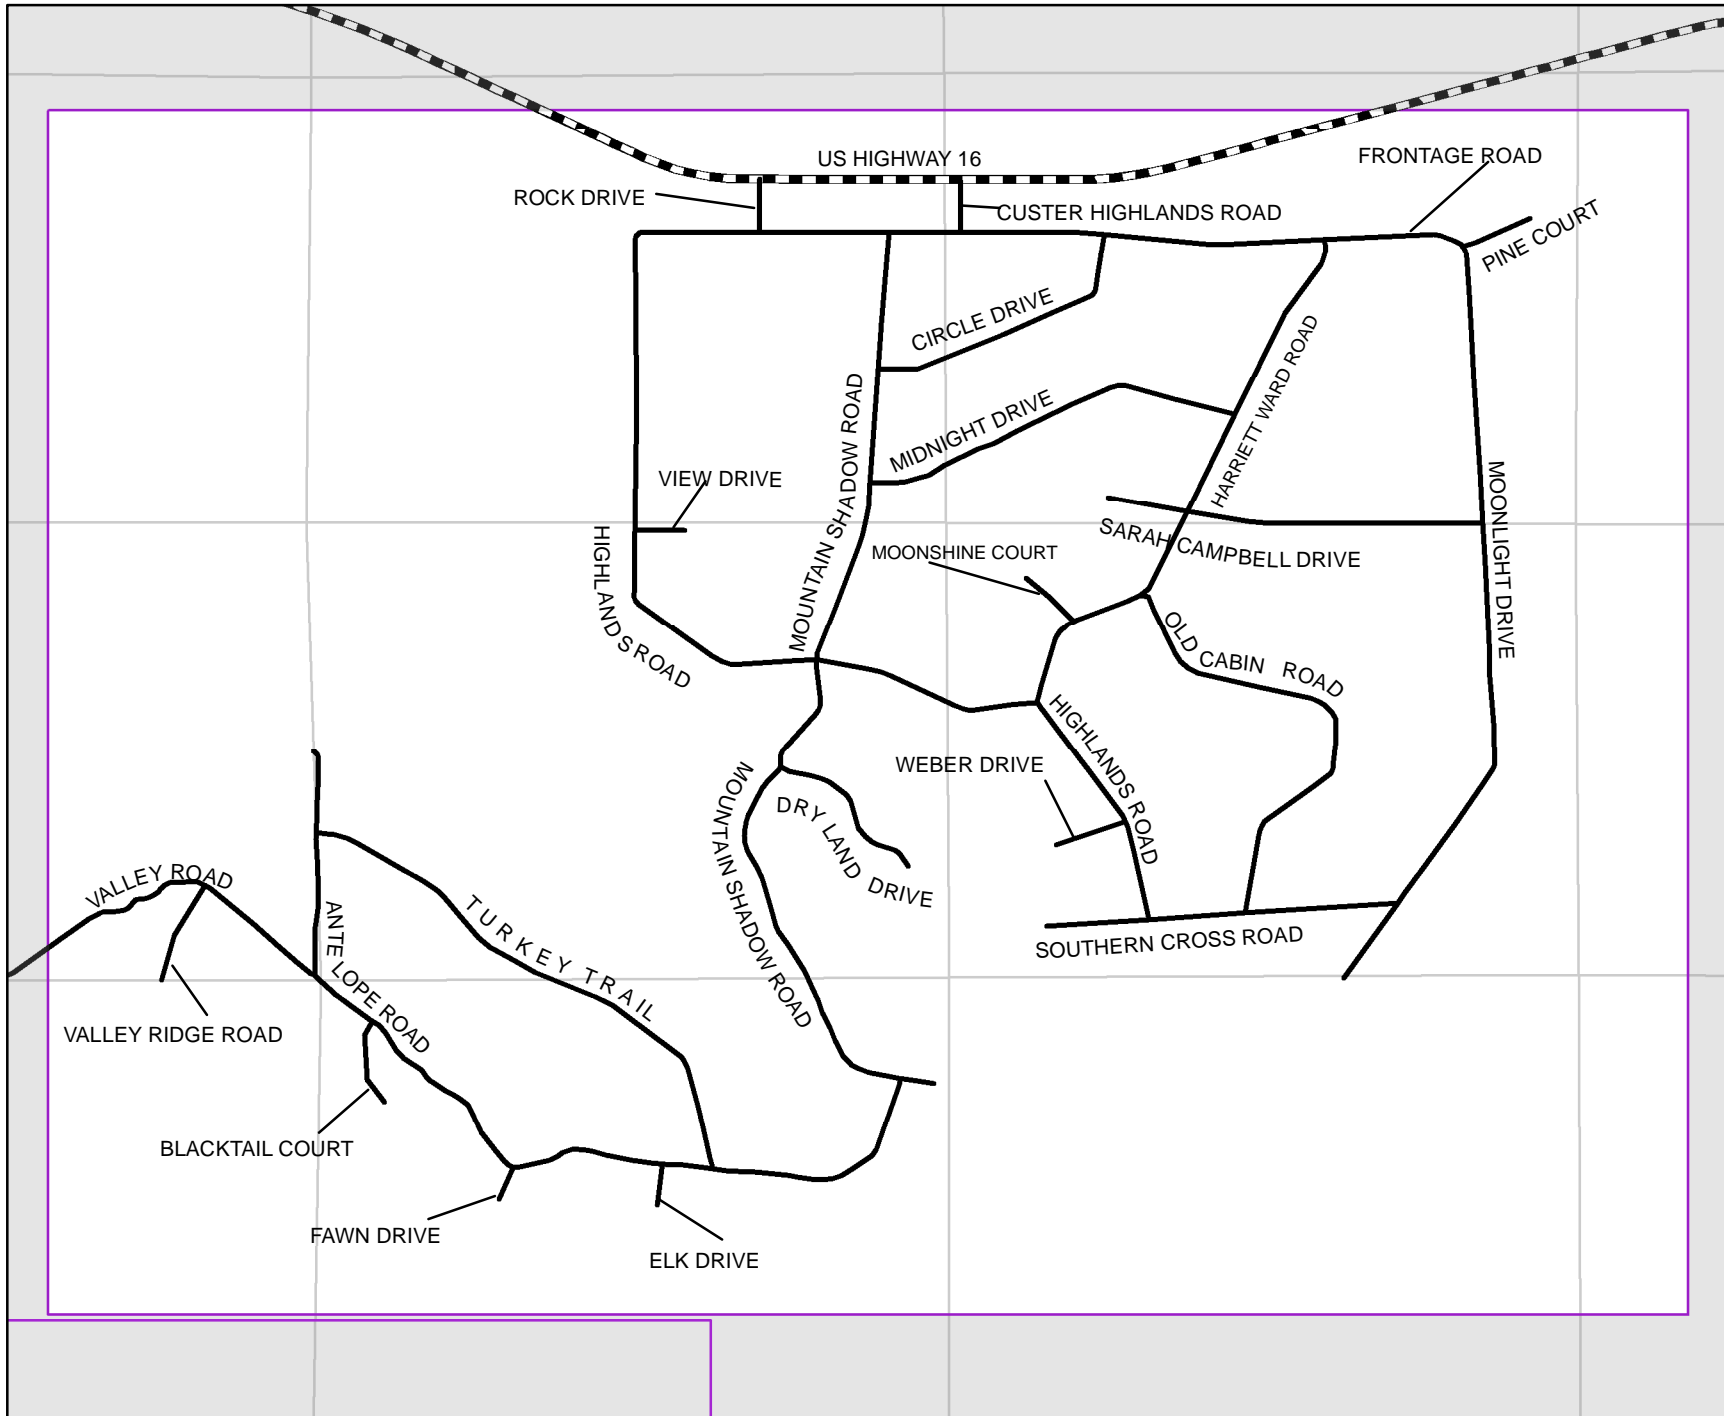 US HIGHWAY 16
FRONTAGE ROAD
ROCK DRIVE
CUSTER HIGHLANDS ROAD
PINE COURT
CIRCLE DRIVE
HARRIETT WARD ROAD
MOUNTAIN SHADOW ROAD
MIDNIGHT DRIVE
VIEW DRIVE
MOONLIGHT DRIVE
HIGHLANDS ROAD
SARAH CAMPBELL DRIVE
MOONSHINE COURT
OLD CABIN ROAD
HIGHLANDS ROAD
WEBER DRIVE
MOUNTAIN SHADOW ROAD
DRY LAND DRIVE
VALLEY ROAD
TURKEY TRAIL
ANTE LOPE ROAD
SOUTHERN CROSS ROAD
VALLEY RIDGE ROAD
BLACKTAIL COURT
FAWN DRIVE
ELK DRIVE